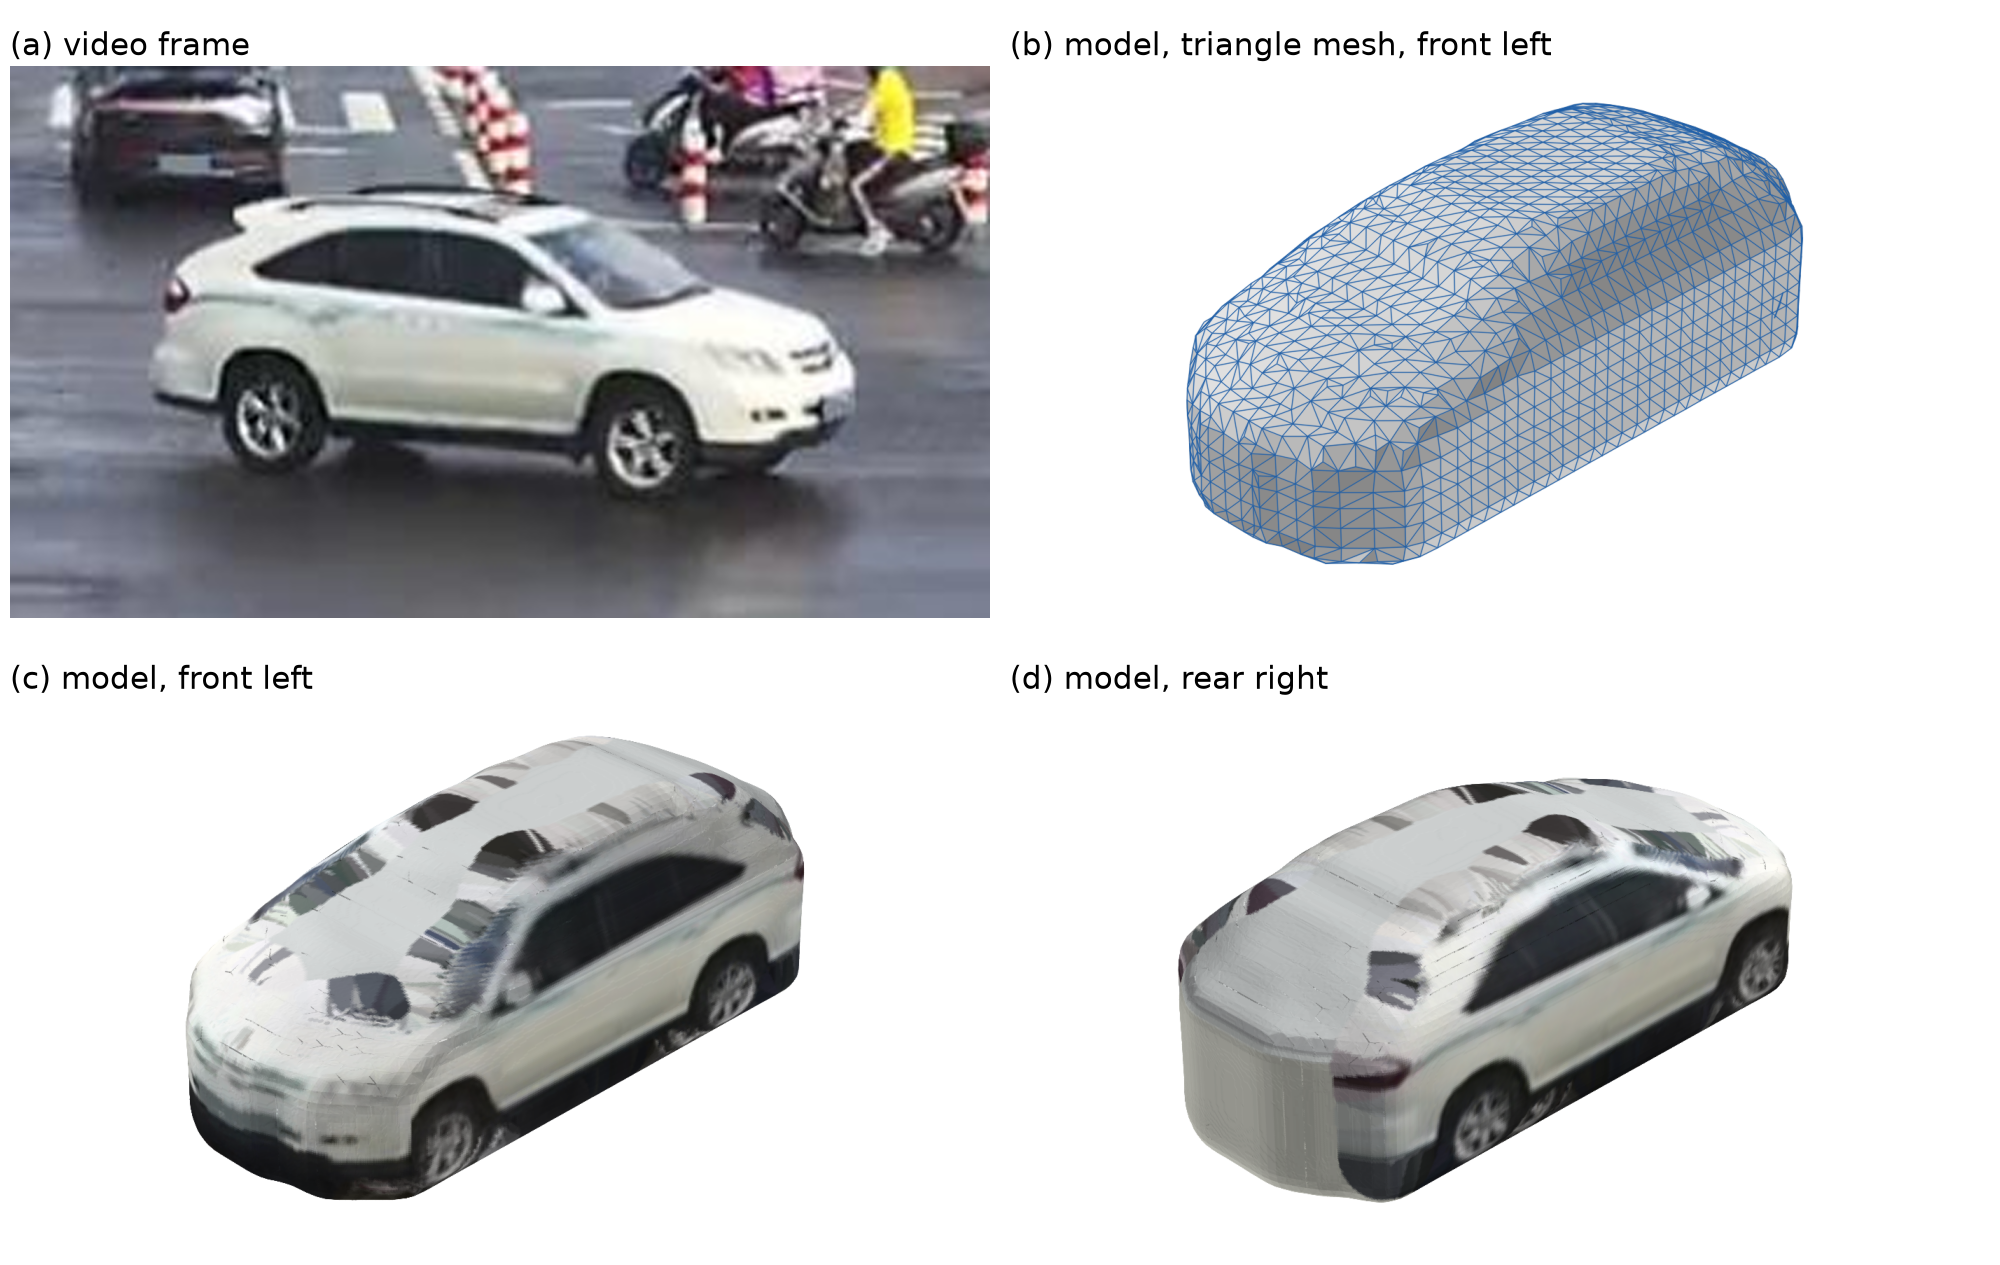 (a) video frame
(b) model, triangle mesh, front left
(c) model, front left
(d) model, rear right